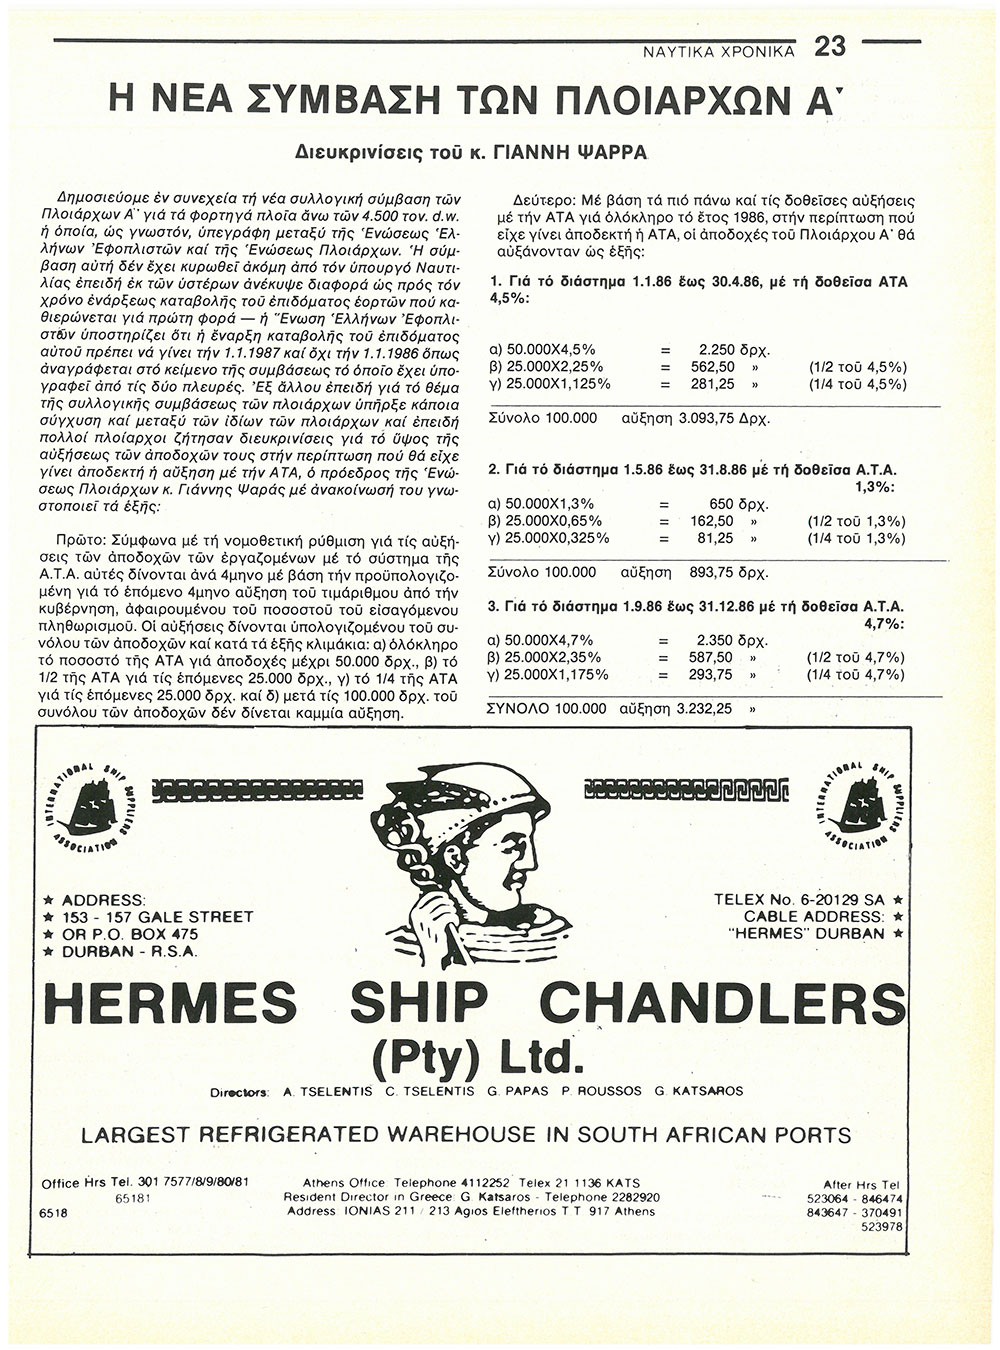 ΝΑΥΤΙΚΑ ΧΡΟΝΙΚΑ 23
Η ΝΕΑ ΣΥΜΒΑΣΗ ΤΩΝ ΠΛΟΙΑΡΧΩΝ Α΄
Διευκρινίσεις τοῦ κ. ΓΙΑΝΝΗ ΨΑΡΡΑ
Δημοσιεύομε ἐν συνεχεία τή νέα συλλογική σύμβαση τῶν
Πλοιάρχων Α΄ γιά τά φορτηγά πλοῖα ἄνω τῶν 4.500 τον. d.w.
ἡ ὁποία, ὡς γνωστόν, ὑπεγράφη μεταξύ τῆς Ἑνώσεως Ἑλ-
λήνων Ἐφοπλιστῶν καί τῆς Ἑνώσεως Πλοιάρχων. Ἡ σύμ-
βαση αὐτή δέν ἔχει κυρωθεῖ ἀκόμη ἀπό τόν ὑπουργό Ναυτι-
λίας ἐπειδή ἐκ τῶν ὑστέρων ἀνέκυψε διαφορά ὡς πρός τόν
χρόνο ἐνάρξεως καταβολῆς τοῦ ἐπιδόματος ἑορτῶν πού κα-
θιερώνεται γιά πρώτη φορά — ἡ Ἕνωση Ἑλλήνων Ἐφοπλι-
στῶν ὑποστηρίζει ὅτι ἡ ἔναρξη καταβολῆς τοῦ ἐπιδόματος
αὐτοῦ πρέπει νά γίνει τήν 1.1.1987 καί ὄχι τήν 1.1.1986 ὅπως
ἀναγράφεται στό κείμενο τῆς συμβάσεως τό ὁποῖο ἔχει ὑπο-
γραφεῖ ἀπό τίς δύο πλευρές. Ἐξ ἄλλου ἐπειδή γιά τό θέμα
τῆς συλλογικῆς συμβάσεως τῶν πλοιάρχων ὑπῆρξε κάποια
σύγχυση καί μεταξύ τῶν ἰδίων τῶν πλοιάρχων καί ἐπειδή
πολλοί πλοίαρχοι ζήτησαν διευκρινίσεις γιά τό ὕψος τῆς
αὐξήσεως τῶν ἀποδοχῶν τους στήν περίπτωση πού θά εἶχε
γίνει ἀποδεκτή ἡ αὔξηση μέ τήν ΑΤΑ, ὁ πρόεδρος τῆς Ἑνώ-
σεως Πλοιάρχων κ. Γιάννης Ψαρᾶς μέ ἀνακοίνωσή του γνω-
στοποιεῖ τά ἑξῆς:
Πρῶτο: Σύμφωνα μέ τή νομοθετική ρύθμιση γιά τίς αὐξή-
σεις τῶν ἀποδοχῶν τῶν ἐργαζομένων μέ τό σύστημα τῆς
Α.Τ.Α. αὐτές δίνονται ἀνά 4μηνο μέ βάση τήν προϋπολογιζο-
μένη γιά τό ἑπόμενο 4μηνο αὔξηση τοῦ τιμάριθμου ἀπό τήν
κυβέρνηση, ἀφαιρουμένου τοῦ ποσοστοῦ τοῦ εἰσαγόμενου
πληθωρισμοῦ. Οἱ αὐξήσεις δίνονται ὑπολογιζομένου τοῦ συ-
νόλου τῶν ἀποδοχῶν καί κατά τά ἑξῆς κλιμάκια: α) ὁλόκληρο
τό ποσοστό τῆς ΑΤΑ γιά ἀποδοχές μέχρι 50.000 δρχ., β) τό
1/2 τῆς ΑΤΑ γιά τίς ἑπόμενες 25.000 δρχ., γ) τό 1/4 τῆς ΑΤΑ
γιά τίς ἑπόμενες 25.000 δρχ. καί δ) μετά τίς 100.000 δρχ. τοῦ
συνόλου τῶν ἀποδοχῶν δέν δίνεται καμμία αὔξηση.
Δεύτερο: Μέ βάση τά πιό πάνω καί τίς δοθεῖσες αὐξήσεις
μέ τήν ΑΤΑ γιά ὁλόκληρο τό ἔτος 1986, στήν περίπτωση πού
εἶχε γίνει ἀποδεκτή ἡ ΑΤΑ, οἱ ἀποδοχές τοῦ Πλοιάρχου Α΄ θά
αὐξάνονταν ὡς ἑξῆς:
1. Γιά τό διάστημα 1.1.86 ἕως 30.4.86, μέ τή δοθεῖσα ΑΤΑ
4,5%:
α) 50.000Χ4,5% = 2.250 δρχ.
β) 25.000Χ2,25% = 562,50 » (1/2 τοῦ 4,5%)
γ) 25.000Χ1,125% = 281,25 » (1/4 τοῦ 4,5%)
Σύνολο 100.000 αὔξηση 3.093,75 Δρχ.
2. Γιά τό διάστημα 1.5.86 ἕως 31.8.86 μέ τή δοθεῖσα Α.Τ.Α.
1,3%:
α) 50.000Χ1,3% = 650 δρχ.
β) 25.000Χ0,65% = 162,50 » (1/2 τοῦ 1,3%)
γ) 25.000Χ0,325% = 81,25 » (1/4 τοῦ 1,3%)
Σύνολο 100.000 αὔξηση 893,75 δρχ.
3. Γιά τό διάστημα 1.9.86 ἕως 31.12.86 μέ τή δοθεῖσα Α.Τ.Α.
4,7%:
α) 50.000Χ4,7% = 2.350 δρχ.
β) 25.000Χ2,35% = 587,50 » (1/2 τοῦ 4,7%)
γ) 25.000Χ1,175% = 293,75 » (1/4 τοῦ 4,7%)
ΣΥΝΟΛΟ 100.000 αὔξηση 3.232,25 »
INTERNATIONAL SHIP SUPPLIERS ASSOCIATION
INTERNATIONAL SHIP SUPPLIERS ASSOCIATION
★ ADDRESS:
★ 153 - 157 GALE STREET
★ OR P.O. BOX 475
★ DURBAN - R.S.A.
TELEX No. 6-20129 SA ★
CABLE ADDRESS: ★
"HERMES" DURBAN ★
HERMES SHIP CHANDLERS
(Pty) Ltd.
Directors: A. TSELENTIS C. TSELENTIS G. PAPAS P. ROUSSOS G. KATSAROS
LARGEST REFRIGERATED WAREHOUSE IN SOUTH AFRICAN PORTS
Office Hrs Tel. 301 7577/8/9/80/81
65181
6518
Athens Office: Telephone 4112252 Telex 21 1136 KATS
Resident Director in Greece: G. Katsaros - Telephone 2282920
Address IONIAS 211 / 213 Agios Eleftherios T T 917 Athens
After Hrs Tel
523064 - 846474
843647 - 370491
523978